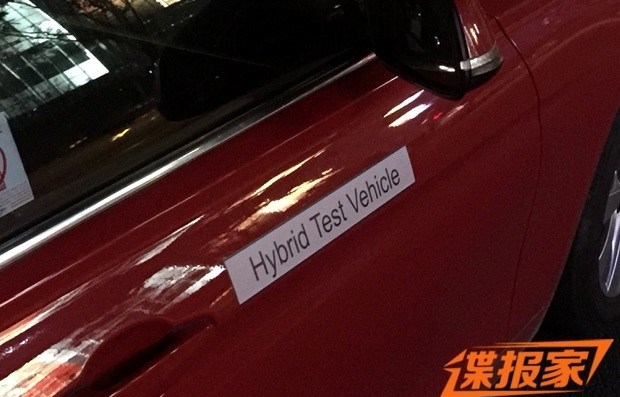 Hybrid Test Vehicle
谍报家